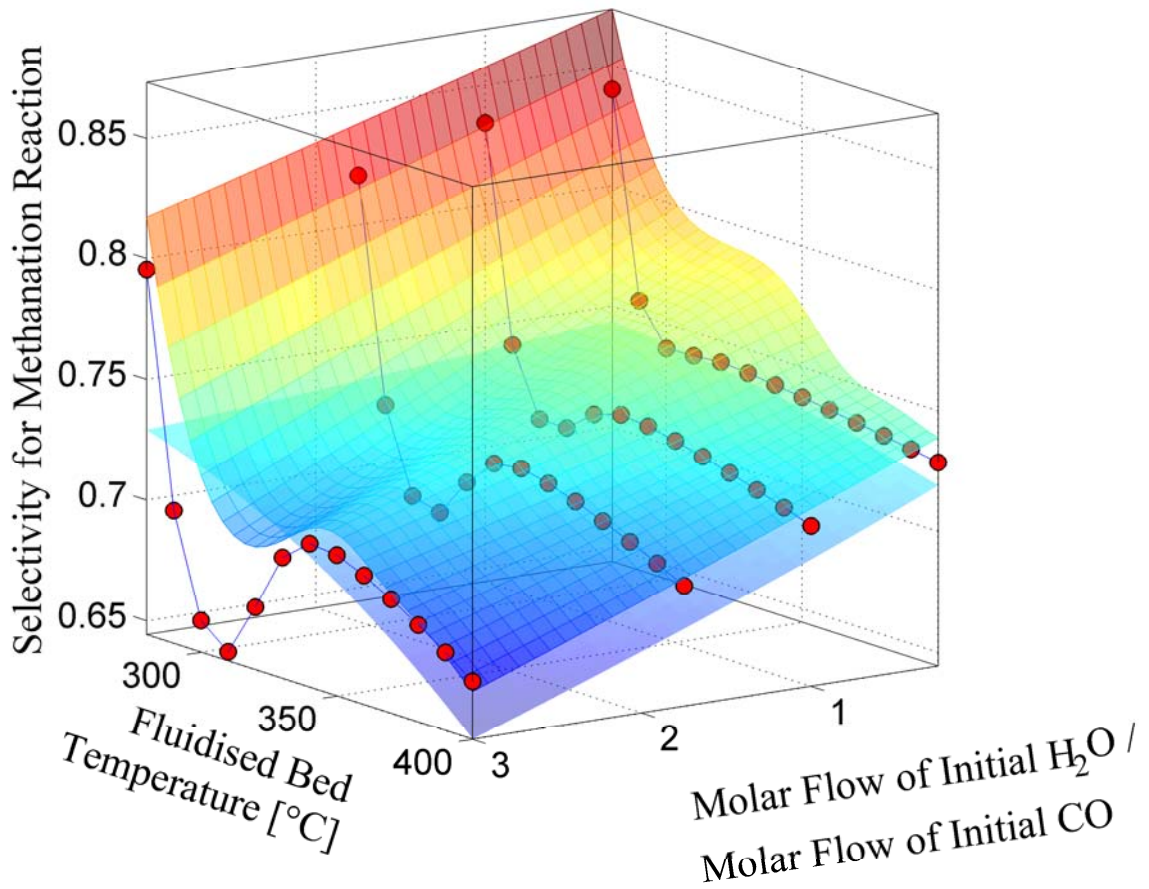 Selectivity for Methanation Reaction
0.85
0.8
0.75
0.7
0.65
300
350
400
3
2
1
Fluidised Bed
Temperature [°C]
Molar Flow of Initial H₂O /
Molar Flow of Initial CO